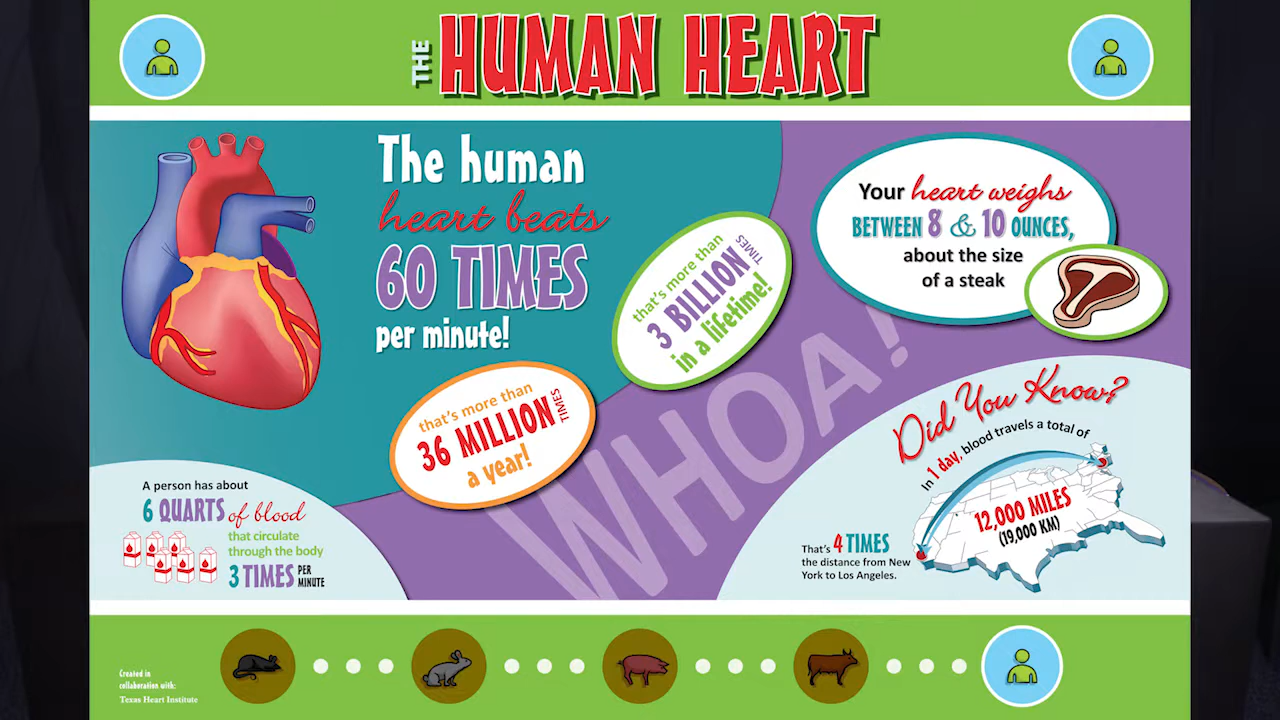 THE HUMAN HEART
The human
heart beats
60 TIMES
per minute!
that's more than
36 MILLION TIMES
a year!
that's more than
3 BILLION TIMES
in a lifetime!
Your heart weighs
BETWEEN 8 & 10 OUNCES,
about the size
of a steak
WHOA!
A person has about
6 QUARTS of blood
that circulate
through the body
3 TIMES PER
MINUTE
Did You Know?
In 1 day, blood travels a total of
12,000 MILES
(19,000 KM)
That's 4 TIMES
the distance from New
York to Los Angeles.
Created in
collaboration with:
Texas Heart Institute